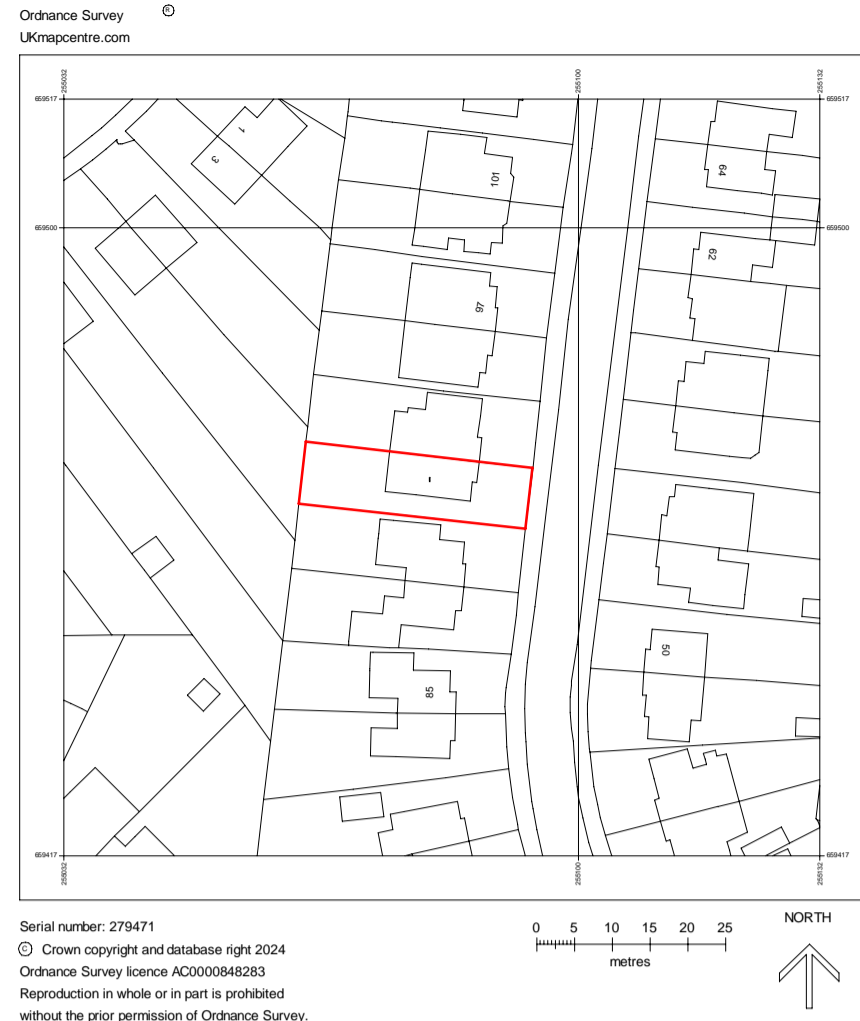 Ordnance Survey ®
UKmapcentre.com
255032
255100
255132
659517
659517
1
3
101
64
659500
659500
62
97
50
85
659417
659417
255032
255100
255132
Serial number: 279471
© Crown copyright and database right 2024
Ordnance Survey licence AC0000848283
Reproduction in whole or in part is prohibited
without the prior permission of Ordnance Survey.
0 5 10 15 20 25
metres
NORTH